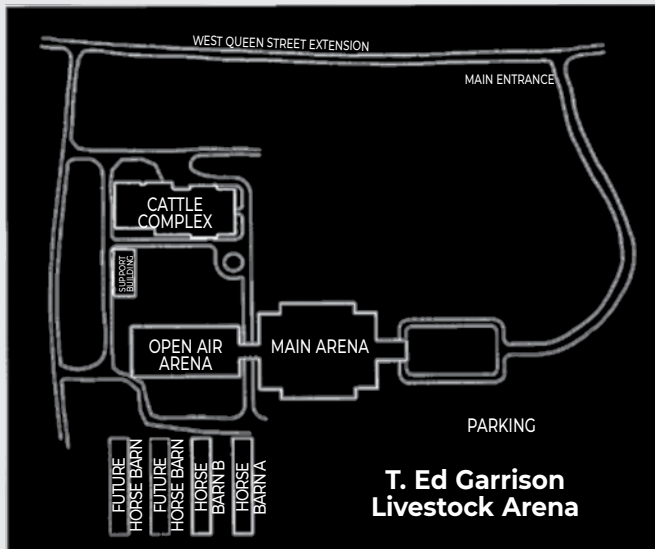 WEST QUEEN STREET EXTENSION
MAIN ENTRANCE
CATTLE
COMPLEX
SUPPORT
BUILDING
OPEN AIR
ARENA
MAIN ARENA
PARKING
FUTURE
HORSE BARN
FUTURE
HORSE BARN
HORSE
BARN B
HORSE
BARN A
T. Ed Garrison
Livestock Arena